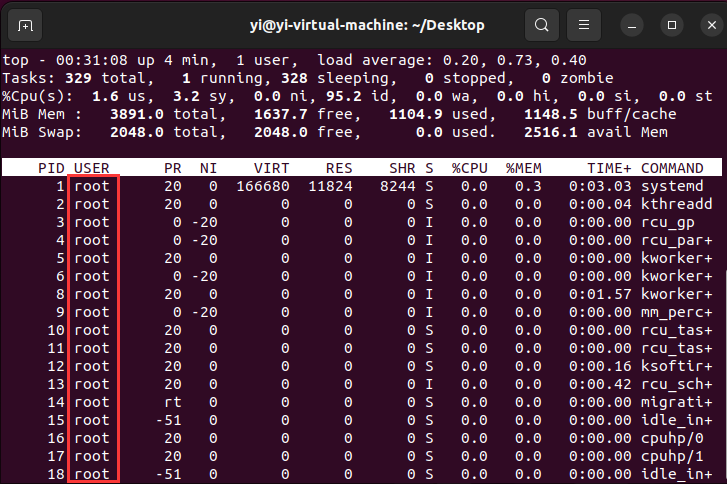 yi@yi-virtual-machine: ~/Desktop
top - 00:31:08 up 4 min,  1 user,  load average: 0.20, 0.73, 0.40
Tasks: 329 total,   1 running, 328 sleeping,   0 stopped,   0 zombie
%Cpu(s):  1.6 us,  3.2 sy,  0.0 ni, 95.2 id,  0.0 wa,  0.0 hi,  0.0 si,  0.0 st
MiB Mem :   3891.0 total,   1637.7 free,   1104.9 used,   1148.5 buff/cache
MiB Swap:   2048.0 total,   2048.0 free,      0.0 used.   2516.1 avail Mem
PID USER      PR  NI    VIRT    RES    SHR S  %CPU  %MEM     TIME+ COMMAND
1 root      20   0  166680  11824   8244 S   0.0   0.3   0:03.03 systemd
2 root      20   0       0      0      0 S   0.0   0.0   0:00.04 kthreadd
3 root       0 -20       0      0      0 I   0.0   0.0   0:00.00 rcu_gp
4 root       0 -20       0      0      0 I   0.0   0.0   0:00.00 rcu_par+
5 root      20   0       0      0      0 I   0.0   0.0   0:00.00 kworker+
6 root       0 -20       0      0      0 I   0.0   0.0   0:00.00 kworker+
8 root      20   0       0      0      0 I   0.0   0.0   0:01.57 kworker+
9 root       0 -20       0      0      0 I   0.0   0.0   0:00.00 mm_perc+
10 root      20   0       0      0      0 S   0.0   0.0   0:00.00 rcu_tas+
11 root      20   0       0      0      0 S   0.0   0.0   0:00.00 rcu_tas+
12 root      20   0       0      0      0 S   0.0   0.0   0:00.16 ksoftir+
13 root      20   0       0      0      0 I   0.0   0.0   0:00.42 rcu_sch+
14 root      rt   0       0      0      0 S   0.0   0.0   0:00.00 migrati+
15 root     -51   0       0      0      0 S   0.0   0.0   0:00.00 idle_in+
16 root      20   0       0      0      0 S   0.0   0.0   0:00.00 cpuhp/0
17 root      20   0       0      0      0 S   0.0   0.0   0:00.00 cpuhp/1
18 root     -51   0       0      0      0 S   0.0   0.0   0:00.00 idle_in+